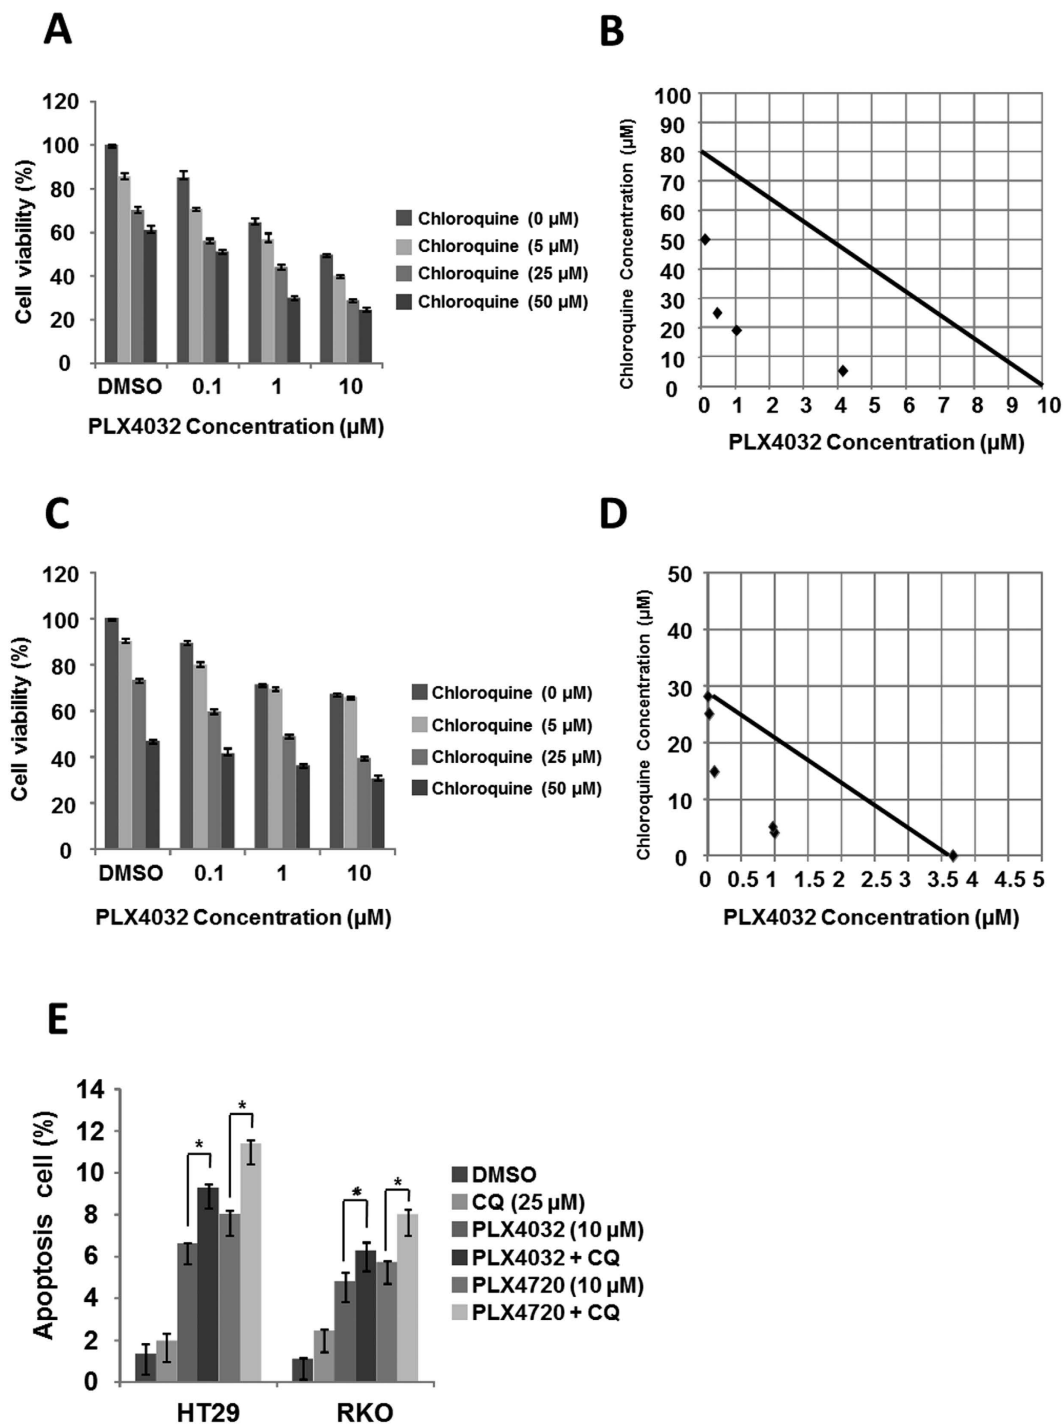 A
120
100
80
60
40
20
0
Cell viability (%)
DMSO 0.1 1 10
PLX4032 Concentration (µM)
Chloroquine (0 µM)
Chloroquine (5 µM)
Chloroquine (25 µM)
Chloroquine (50 µM)
B
100
90
80
70
60
50
40
30
20
10
0
Chloroquine Concentration (µM)
0 1 2 3 4 5 6 7 8 9 10
PLX4032 Concentration (µM)
C
120
100
80
60
40
20
0
Cell viability (%)
DMSO 0.1 1 10
PLX4032 Concentration (µM)
Chloroquine (0 µM)
Chloroquine (5 µM)
Chloroquine (25 µM)
Chloroquine (50 µM)
D
50
40
30
20
10
0
Chloroquine Concentration (µM)
0 0.5 1 1.5 2 2.5 3 3.5 4 4.5 5
PLX4032 Concentration (µM)
E
14
12
10
8
6
4
2
0
Apoptosis cell (%)
* * * *
HT29 RKO
DMSO
CQ (25 µM)
PLX4032 (10 µM)
PLX4032 + CQ
PLX4720 (10 µM)
PLX4720 + CQ